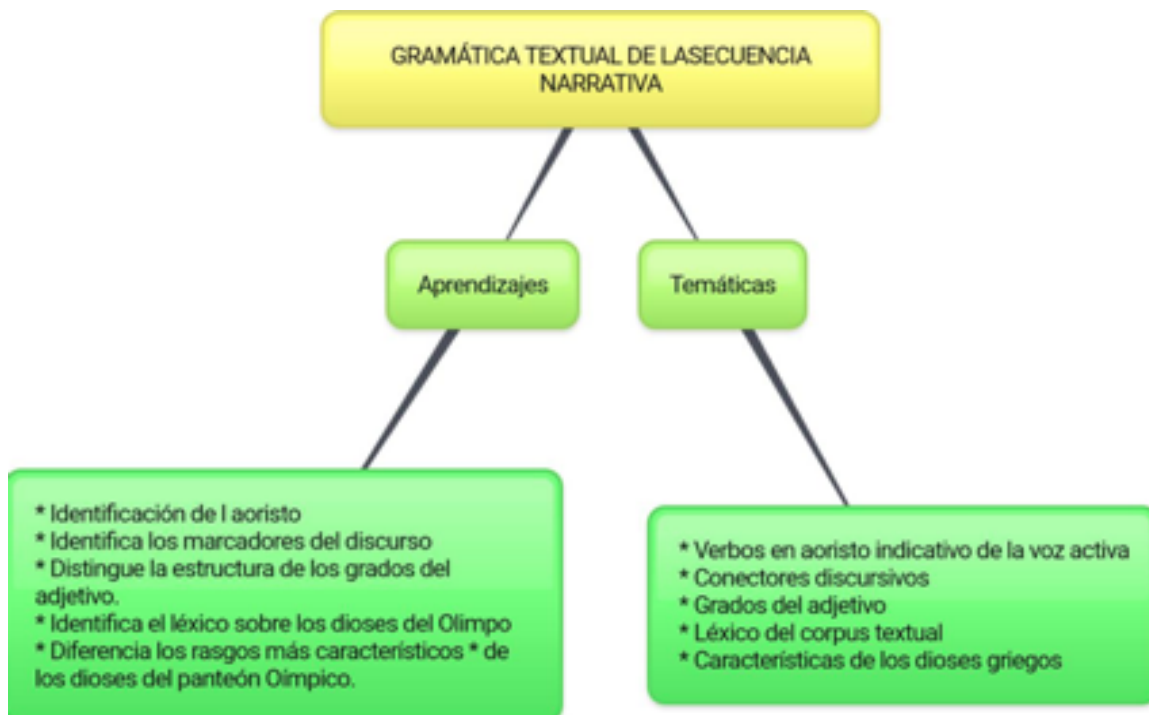 GRAMÁTICA TEXTUAL DE LASECUENCIA
NARRATIVA
Aprendizajes
Temáticas
* Identificación de l aoristo
* Identifica los marcadores del discurso
* Distingue la estructura de los grados del
adjetivo.
* Identifica el léxico sobre los dioses del Olimpo
* Diferencia los rasgos más característicos * de
los dioses del panteón Oímpico.
* Verbos en aoristo indicativo de la voz activa
* Conectores discursivos
* Grados del adjetivo
* Léxico del corpus textual
* Características de los dioses griegos